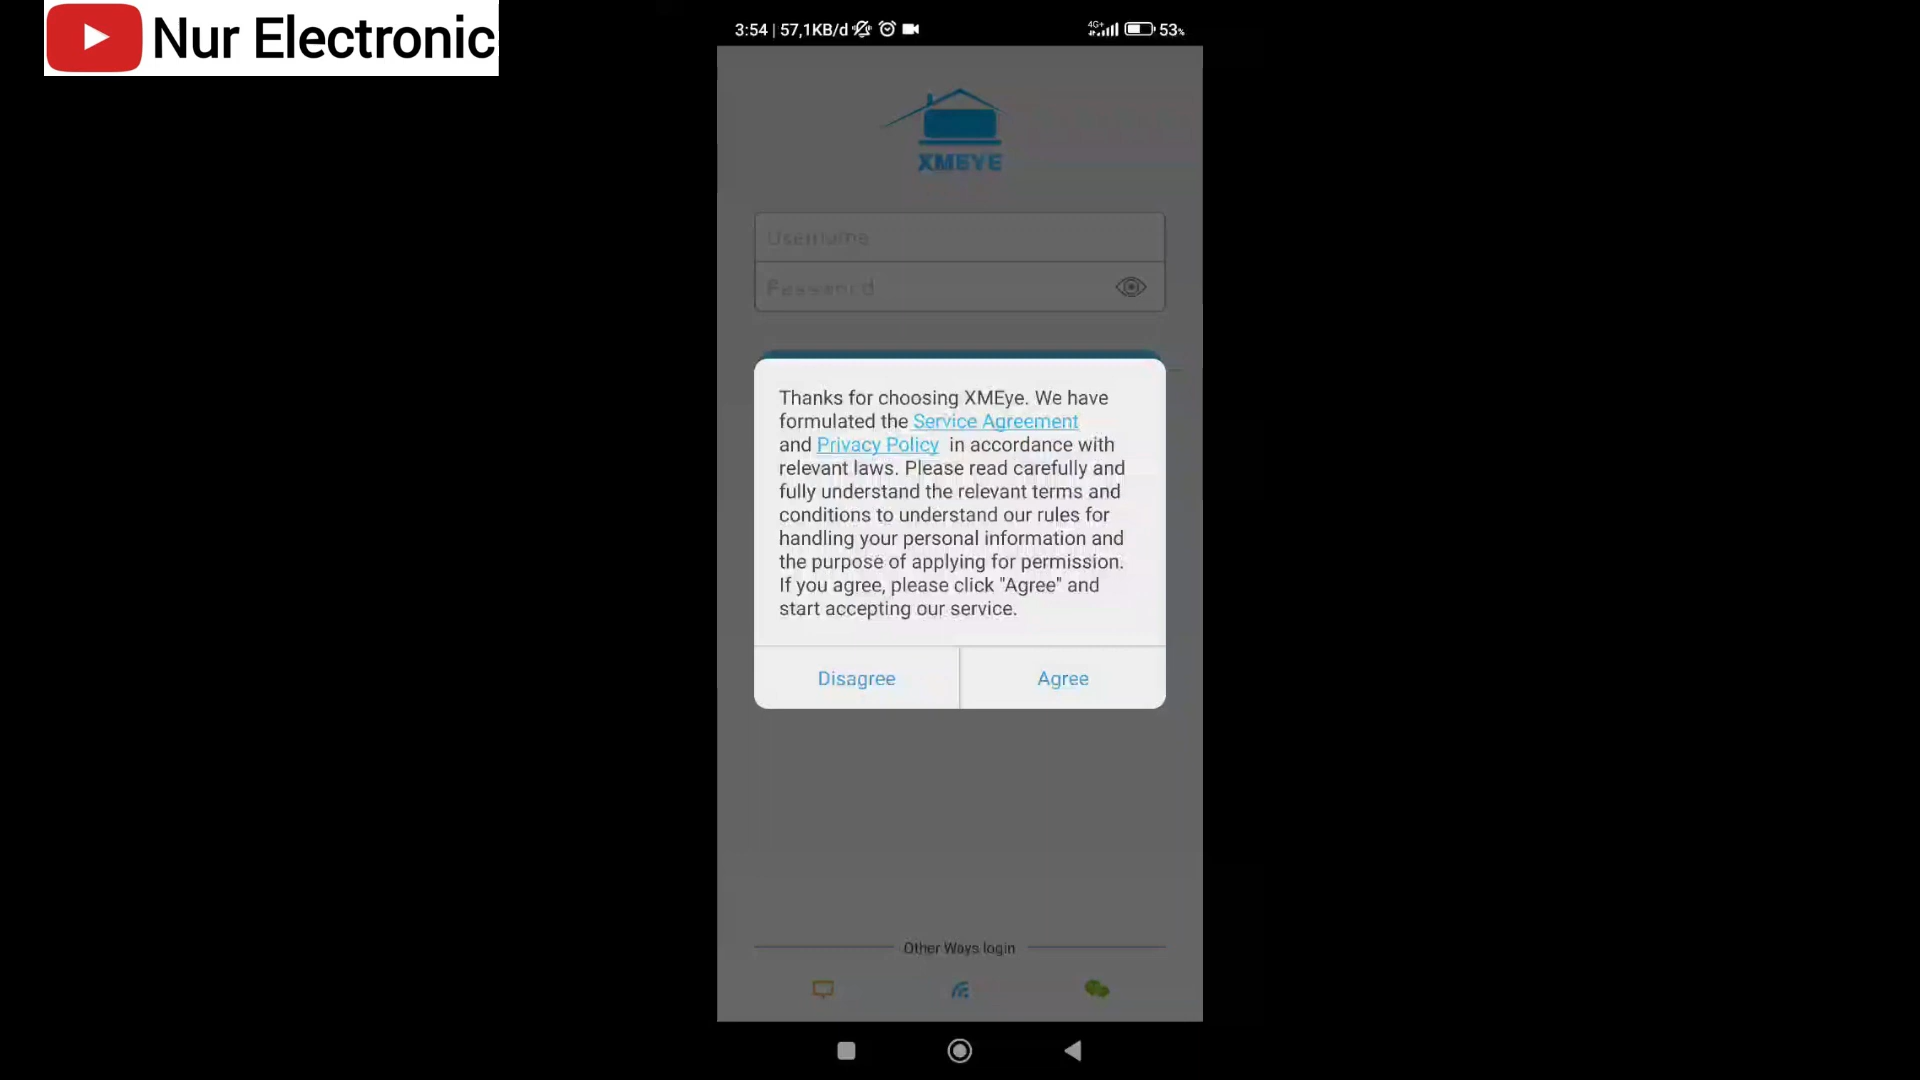 Nur Electronic
3:54 | 57,1KB/d
4G+
53%
XMEYE
Username
Password
Thanks for choosing XMEye. We have
formulated the Service Agreement
and Privacy Policy in accordance with
relevant laws. Please read carefully and
fully understand the relevant terms and
conditions to understand our rules for
handling your personal information and
the purpose of applying for permission.
If you agree, please click "Agree" and
start accepting our service.
Disagree
Agree
Other Ways login